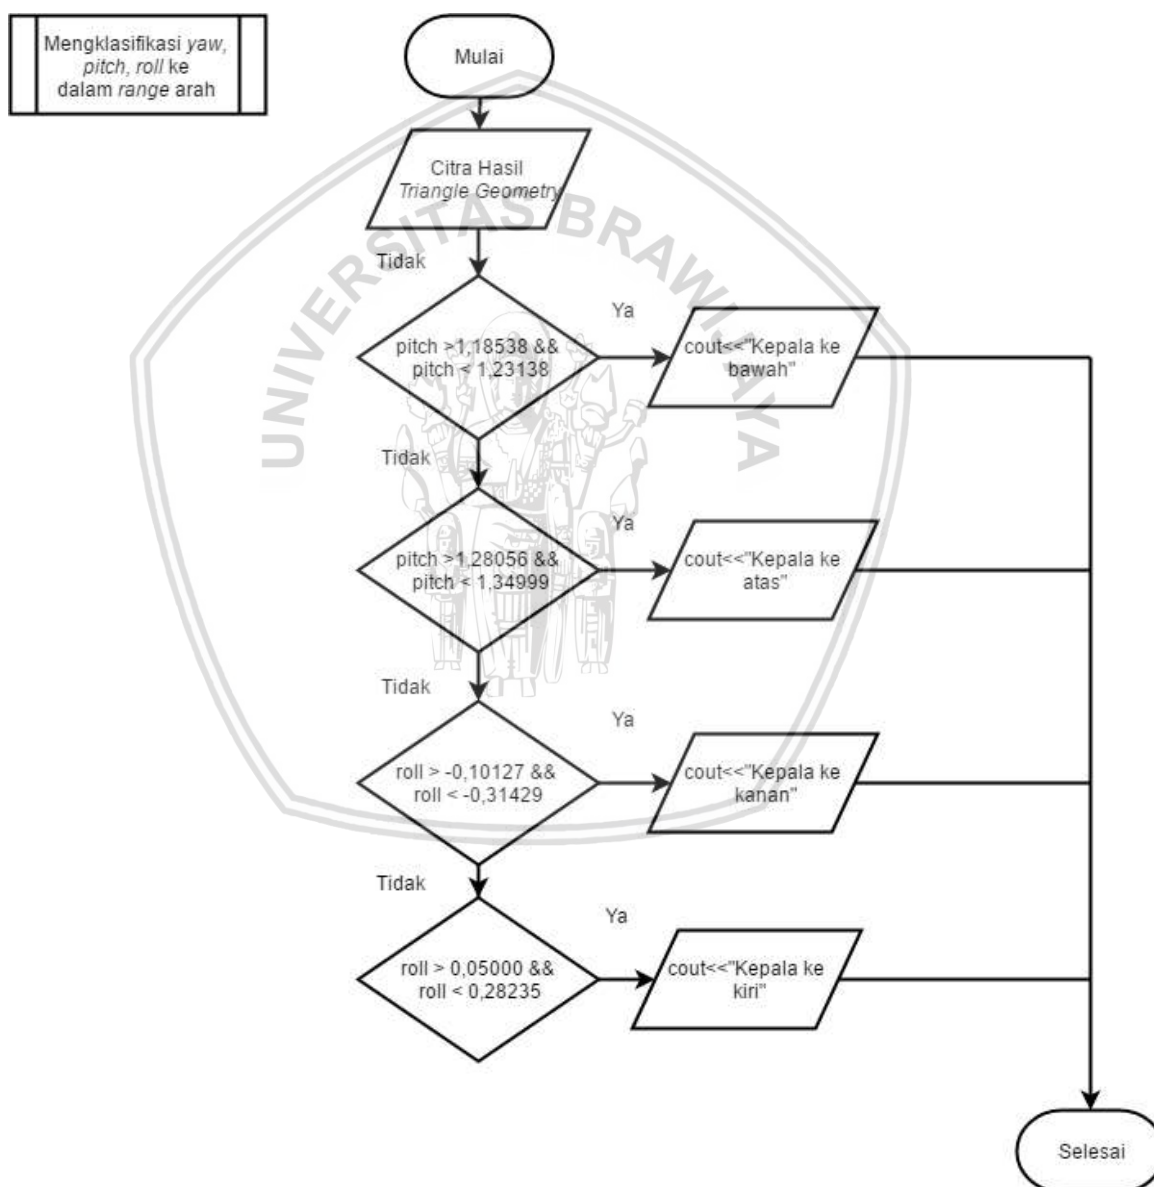 Mengklasifikasi yaw,
pitch, roll ke
dalam range arah
Mulai
Citra Hasil
Triangle Geometry
UNIVERSITAS BRAWIJAYA
Tidak
pitch >1,18538 &&
pitch < 1,23138
Ya
cout<<"Kepala ke
bawah"
Tidak
pitch >1,28056 &&
pitch < 1,34999
Ya
cout<<"Kepala ke
atas"
Tidak
roll > -0,10127 &&
roll < -0,31429
Ya
cout<<"Kepala ke
kanan"
Tidak
roll > 0,05000 &&
roll < 0,28235
Ya
cout<<"Kepala ke
kiri"
Selesai